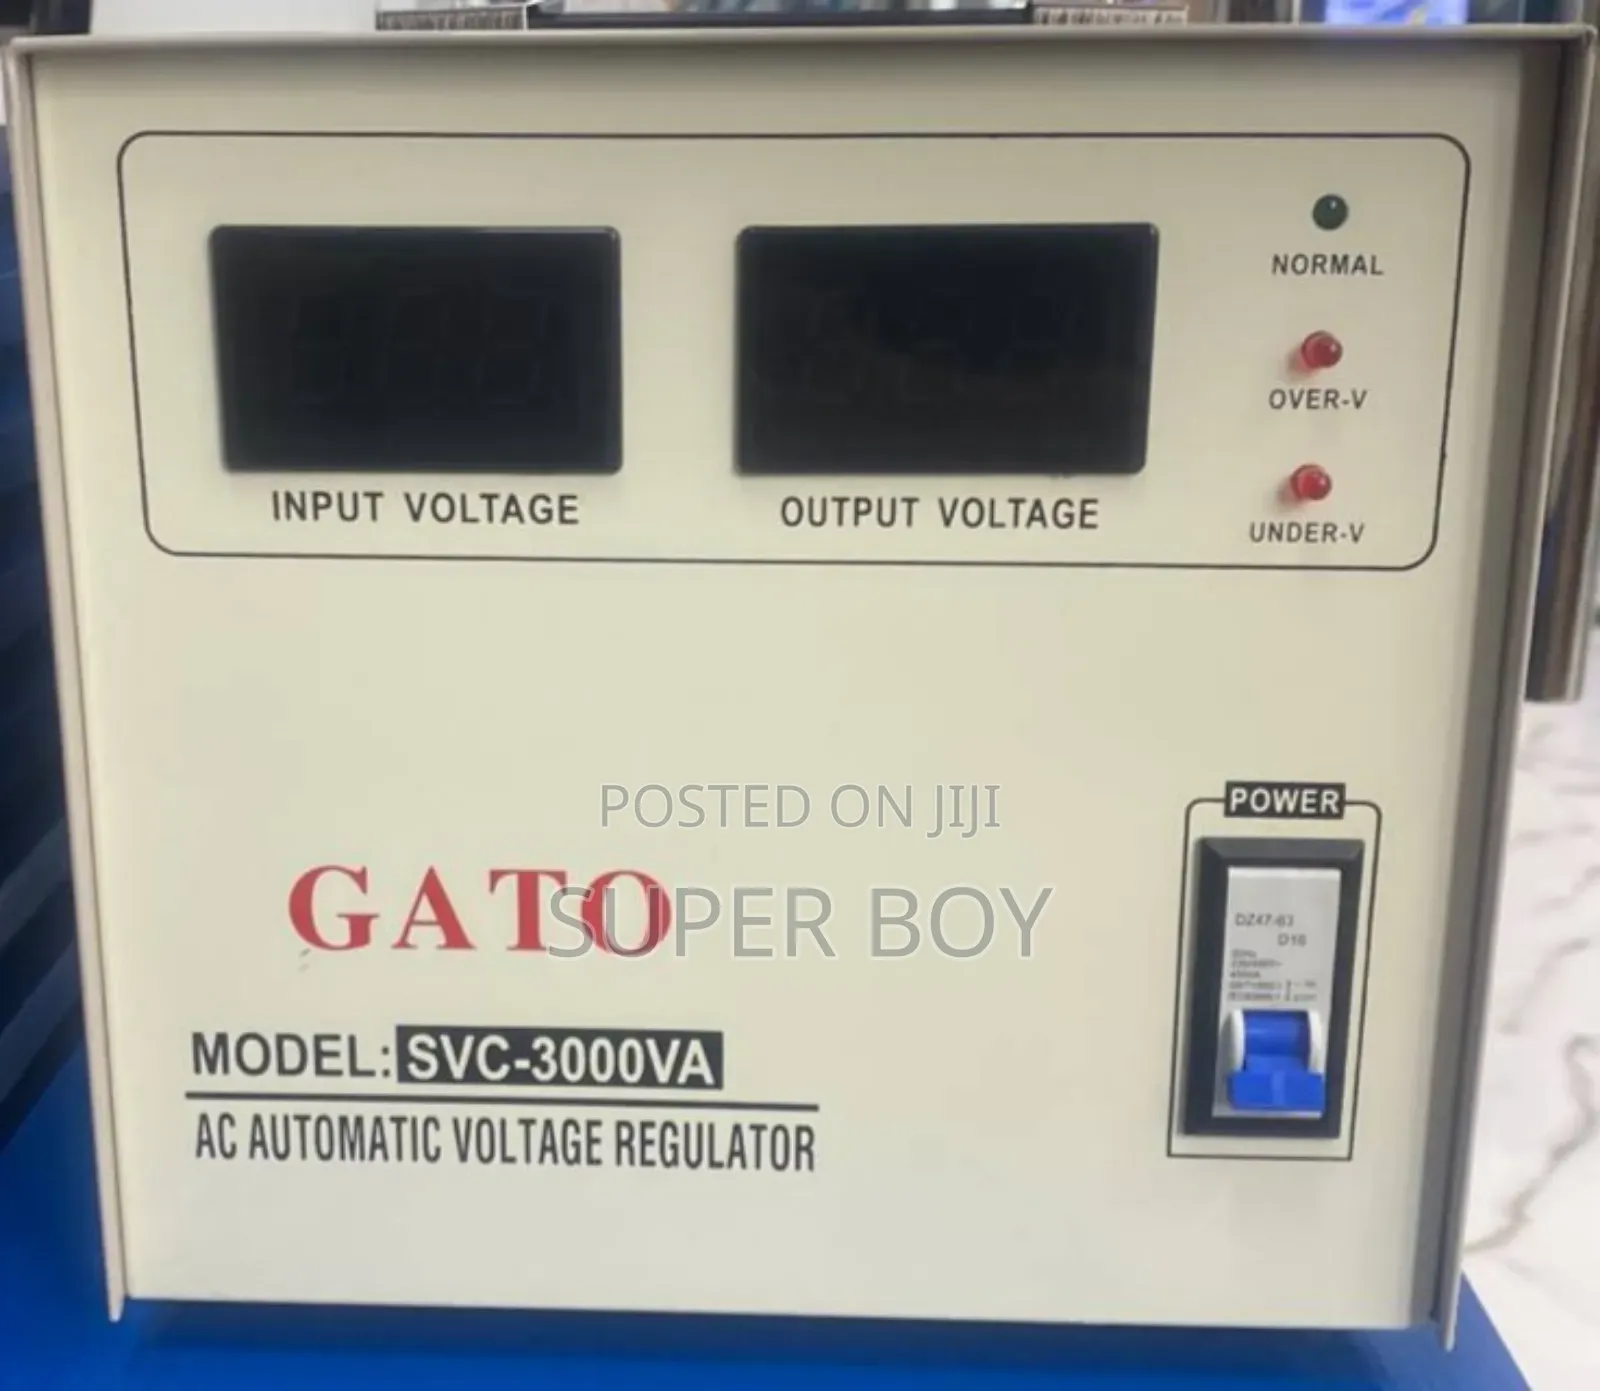 NORMAL
OVER-V
INPUT VOLTAGE
OUTPUT VOLTAGE
UNDER-V
POSTED ON JIJI
POWER
GATO
SUPER BOY
DZ47-63
D16
MODEL: SVC-3000VA
AC AUTOMATIC VOLTAGE REGULATOR